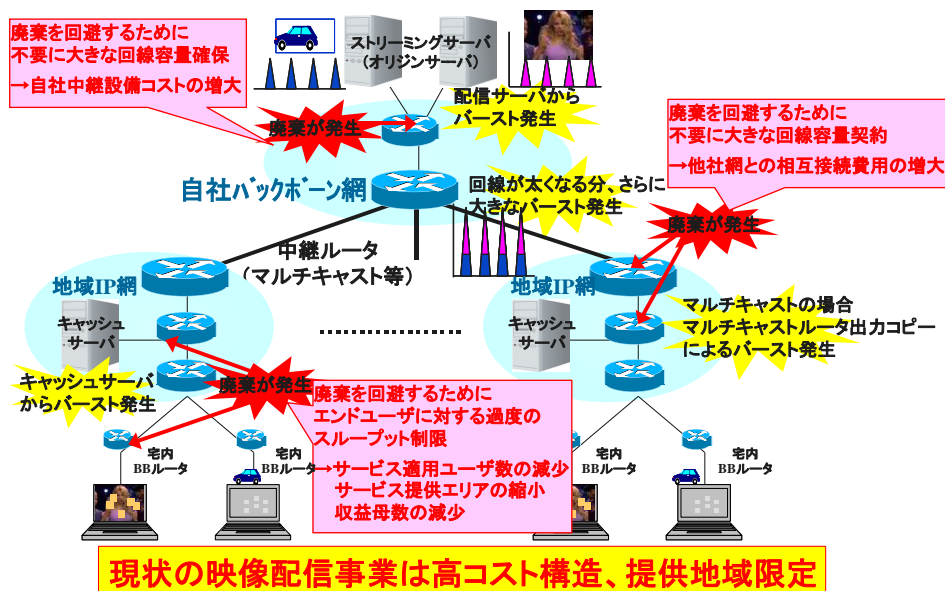 廃棄を回避するために
不要に大きな回線容量確保
→自社中継設備コストの増大
ストリーミングサーバ
(オリジンサーバ)
配信サーバから
バースト発生
廃棄が発生
廃棄を回避するために
不要に大きな回線容量契約
→他社網との相互接続費用の増大
自社バックボーン網
回線が太くなる分、さらに
大きなバースト発生
廃棄が発生
中継ルータ
(マルチキャスト等)
地域IP網
キャッシュ
サーバ
地域IP網
キャッシュ
サーバ
マルチキャストの場合
マルチキャストルータ出力コピー
によるバースト発生
キャッシュサーバ
からバースト発生
廃棄が発生
廃棄を回避するために
エンドユーザに対する過度の
スループット制限
→サービス適用ユーザ数の減少
サービス提供エリアの縮小
収益母数の減少
宅内
BBルータ
宅内
BBルータ
宅内
BBルータ
宅内
BBルータ
現状の映像配信事業は高コスト構造、提供地域限定